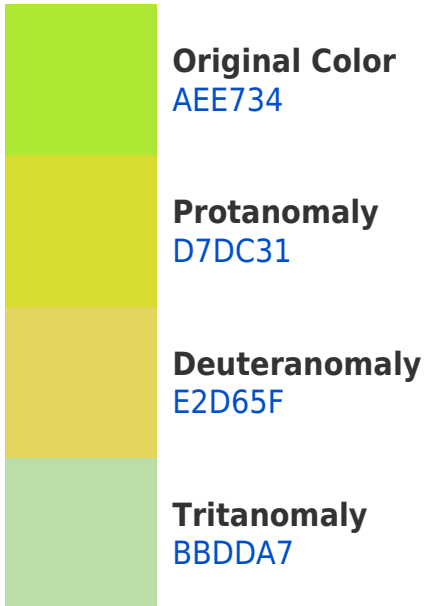 Original Color
AEE734
Protanomaly
D7DC31
Deuteranomaly
E2D65F
Tritanomaly
BBDDA7